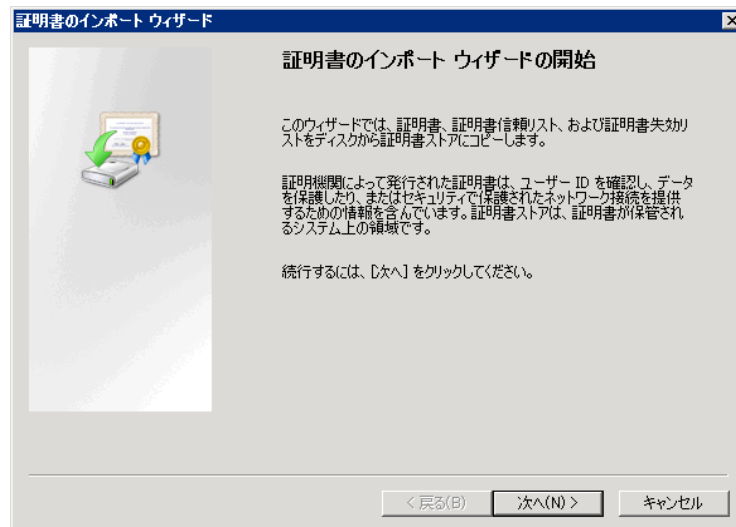 証明書のインポート ウィザード
証明書のインポート ウィザードの開始
このウィザードでは、証明書、証明書信頼リスト、および証明書失効リ
ストをディスクから証明書ストアにコピーします。
証明機関によって発行された証明書は、ユーザー ID を確認し、データ
を保護したり、またはセキュリティで保護されたネットワーク接続を提供
するための情報を含んでいます。証明書ストアは、証明書が保管され
るシステム上の領域です。
続行するには、[次へ] をクリックしてください。
< 戻る(B) 次へ(N) > キャンセル